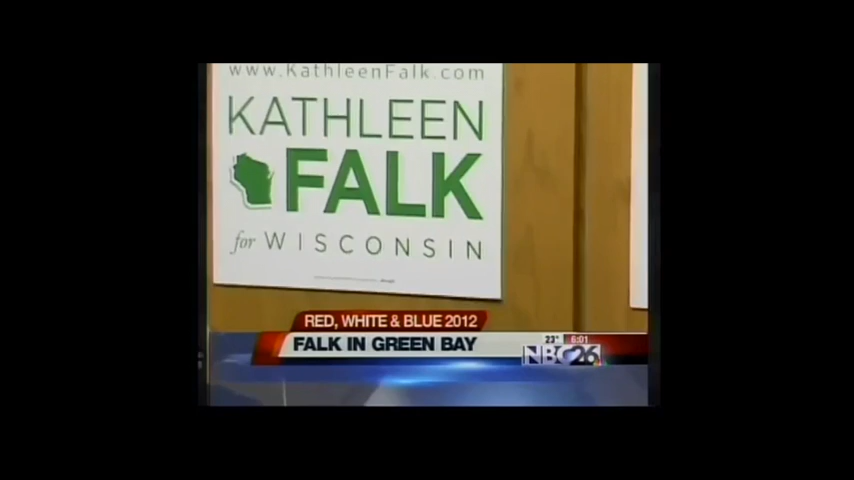 www.KathleenFalk.com
KATHLEEN
FALK
for WISCONSIN
RED, WHITE & BLUE 2012
FALK IN GREEN BAY
23° 6:01
NBC26